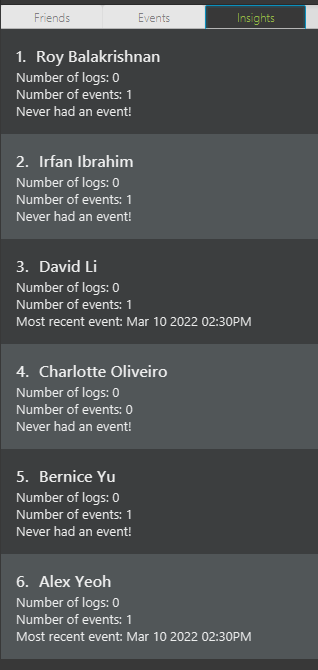 Friends Events Insights
1. Roy Balakrishnan
Number of logs: 0
Number of events: 1
Never had an event!
2. Irfan Ibrahim
Number of logs: 0
Number of events: 1
Never had an event!
3. David Li
Number of logs: 0
Number of events: 1
Most recent event: Mar 10 2022 02:30PM
4. Charlotte Oliveiro
Number of logs: 0
Number of events: 0
Never had an event!
5. Bernice Yu
Number of logs: 0
Number of events: 1
Never had an event!
6. Alex Yeoh
Number of logs: 0
Number of events: 1
Most recent event: Mar 10 2022 02:30PM